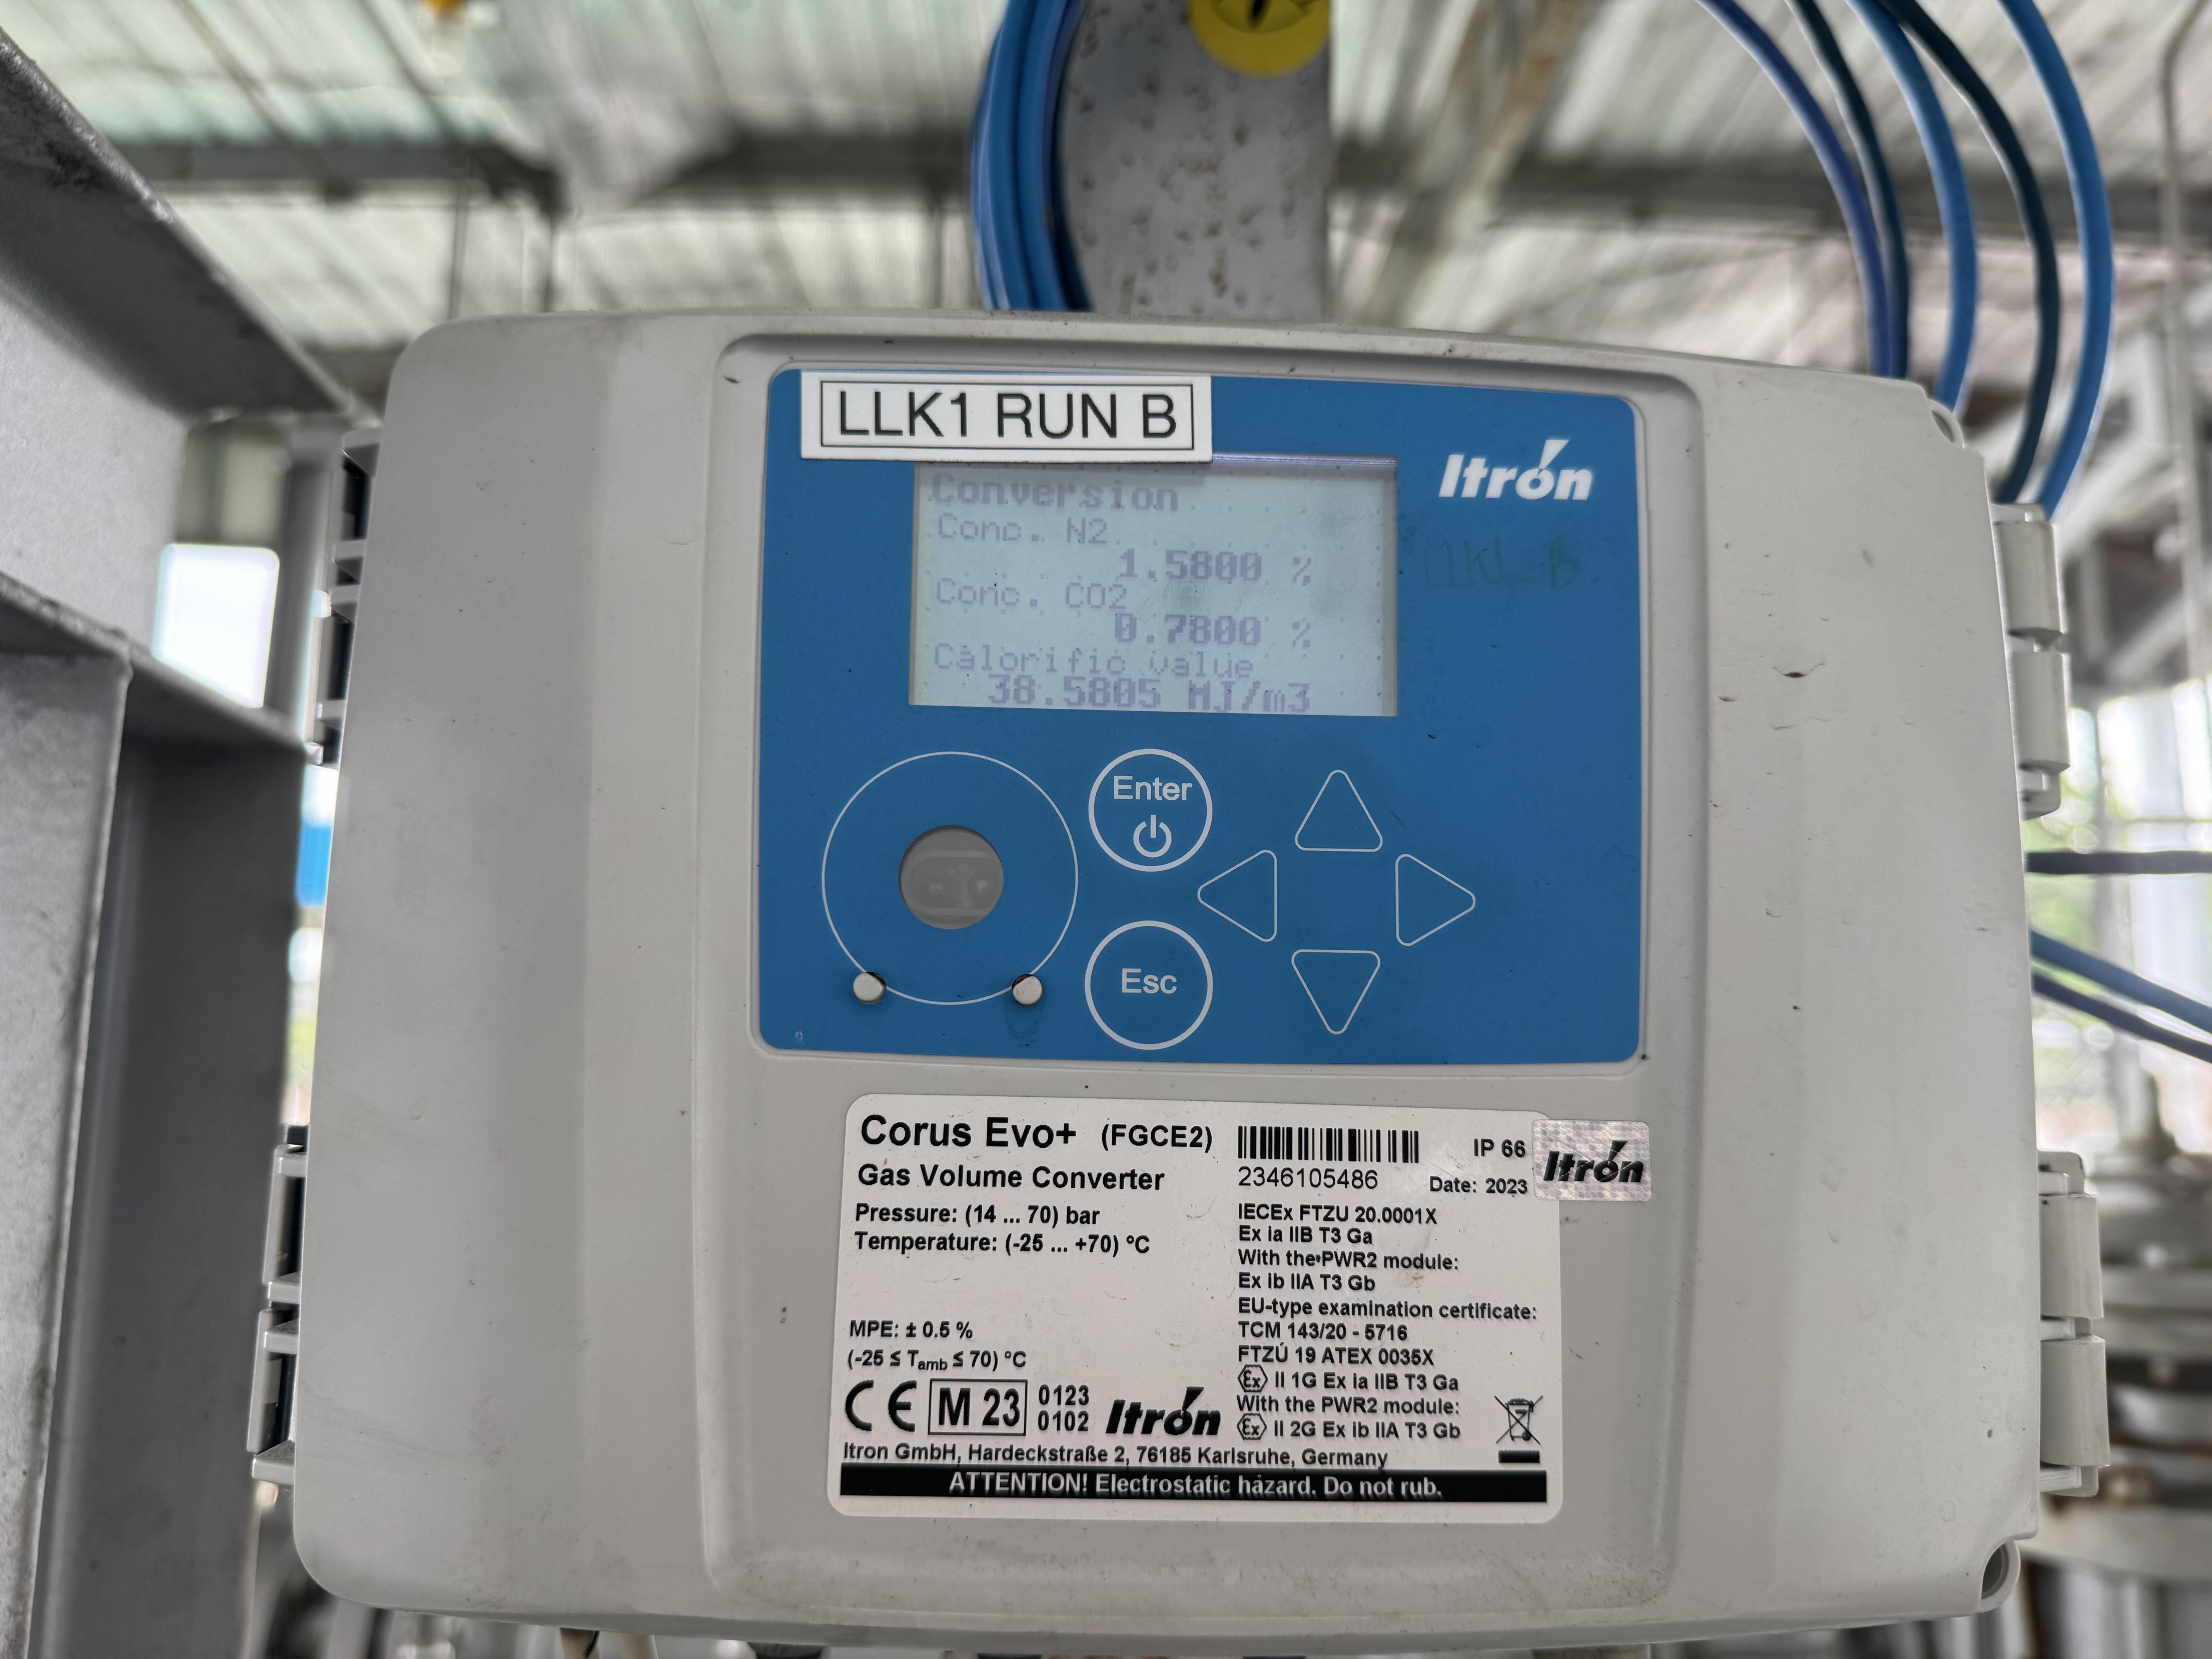 LLK1 RUN B
Itrón
Conversion
Conc. N2
1.5800 %
Conc. CO2
0.7800 %
Calorific value
38.5805 MJ/m3
LLK1-B
Enter
Esc
Corus Evo+ (FGCE2)
Gas Volume Converter
Pressure: (14 ... 70) bar
Temperature: (-25 ... +70) °C
MPE: ± 0.5 %
(-25 ≤ Tamb ≤ 70) °C
CE M 23 0123
0102
Itrón
2346105486
IP 66
Date: 2023
Itrón
IECEx FTZU 20.0001X
Ex ia IIB T3 Ga
With the PWR2 module:
Ex ib IIA T3 Gb
EU-type examination certificate:
TCM 143/20 - 5716
FTZÚ 19 ATEX 0035X
Ex II 1G Ex ia IIB T3 Ga
With the PWR2 module:
Ex II 2G Ex ib IIA T3 Gb
Itron GmbH, Hardeckstraße 2, 76185 Karlsruhe, Germany
ATTENTION! Electrostatic hazard. Do not rub.